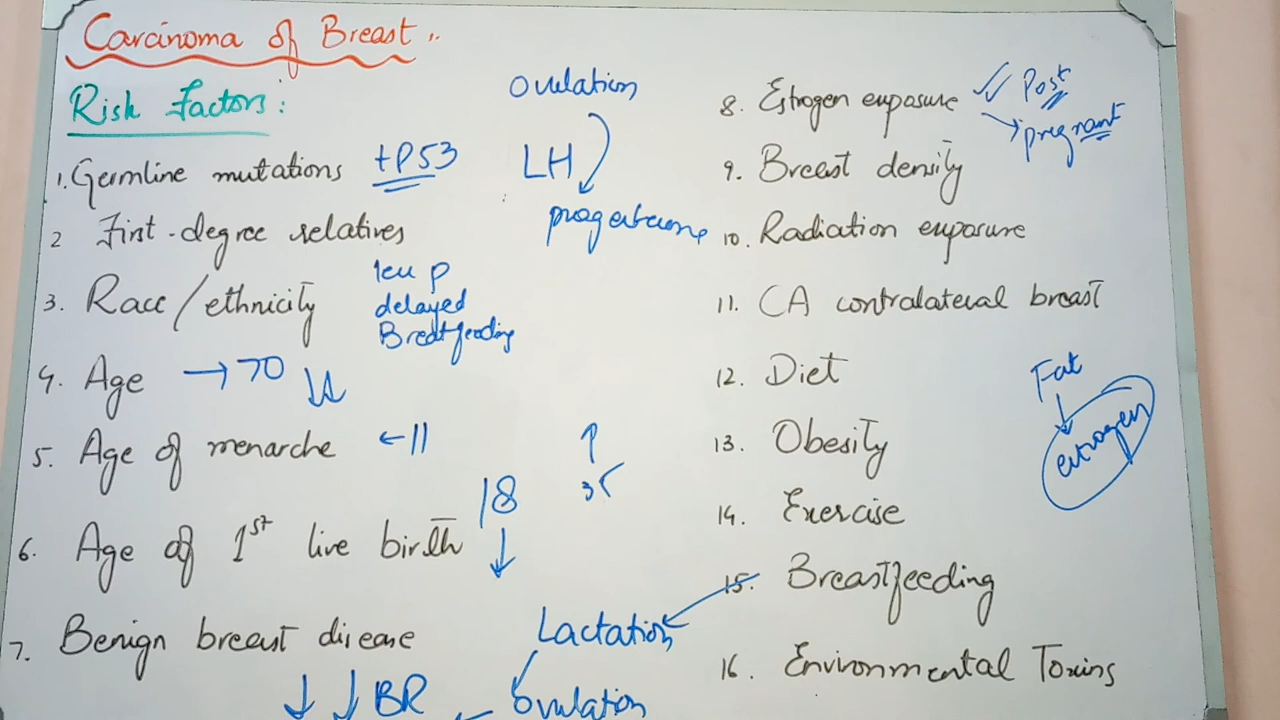 Carcinoma of Breast
Risk Factors:
1. Germline mutations tP53
2 First-degree relatives
3. Race/ethnicity
leu p
delayed
Breatfeeding
4. Age → 70 ↓↓
5. Age of menarche ←11
6. Age of 1st live birth
18 ↓
↑ 35
7. Benign breast disease
↓ ↓ BR
Ovulation
LH
Lactation
Ovulation
8. Estrogen exposure
Post
pregnant
9. Breast density
10. Radiation exposure
11. CA contralateral breast
12. Diet
13. Obesity
Fat
↓
estrogen
14. Exercise
15. Breastfeeding
16. Environmental Toxins